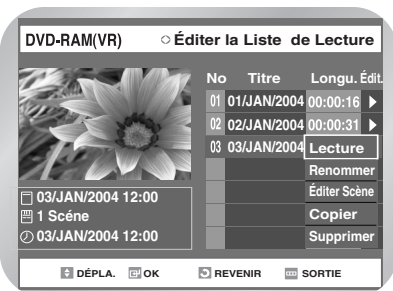 DVD-RAM(VR) Éditer la Liste de Lecture
No Titre Longu. Édit.
01 01/JAN/2004 00:00:16
02 02/JAN/2004 00:00:31
03 03/JAN/2004 Lecture
Renommer
Éditer Scène
Copier
Supprimer
03/JAN/2004 12:00
1 Scéne
03/JAN/2004 12:00
DÉPLA. OK REVENIR SORTIE